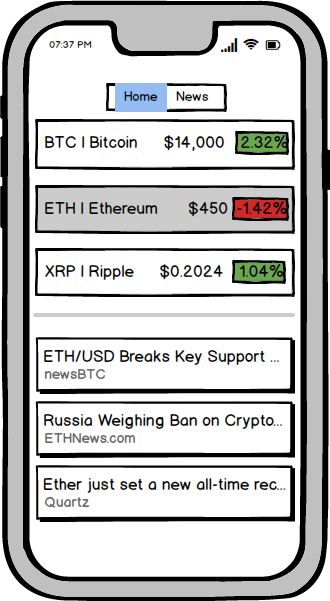 07:37 PM
Home News
BTC | Bitcoin $14,000 2.32%
ETH | Ethereum $450 -1.42%
XRP | Ripple $0.2024 1.04%
ETH/USD Breaks Key Support ...
newsBTC
Russia Weighing Ban on Crypto...
ETHNews.com
Ether just set a new all-time rec...
Quartz